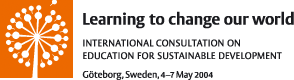 Learning to change our world
INTERNATIONAL CONSULTATION ON
EDUCATION FOR SUSTAINABLE DEVELOPMENT
Göteborg, Sweden, 4–7 May 2004